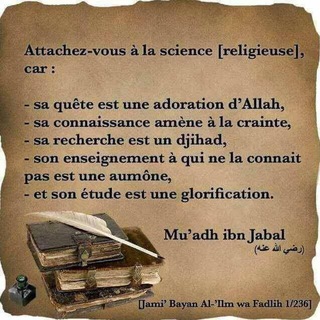 Attachez-vous à la science [religieuse],
car :
- sa quête est une adoration d'Allah,
- sa connaissance amène à la crainte,
- sa recherche est un djihad,
- son enseignement à qui ne la connait
pas est une aumône,
- et son étude est une glorification.
Mu'adh ibn Jabal
(رضي الله عنه)
[Jami' Bayan Al-'Ilm wa Fadlih 1/236]